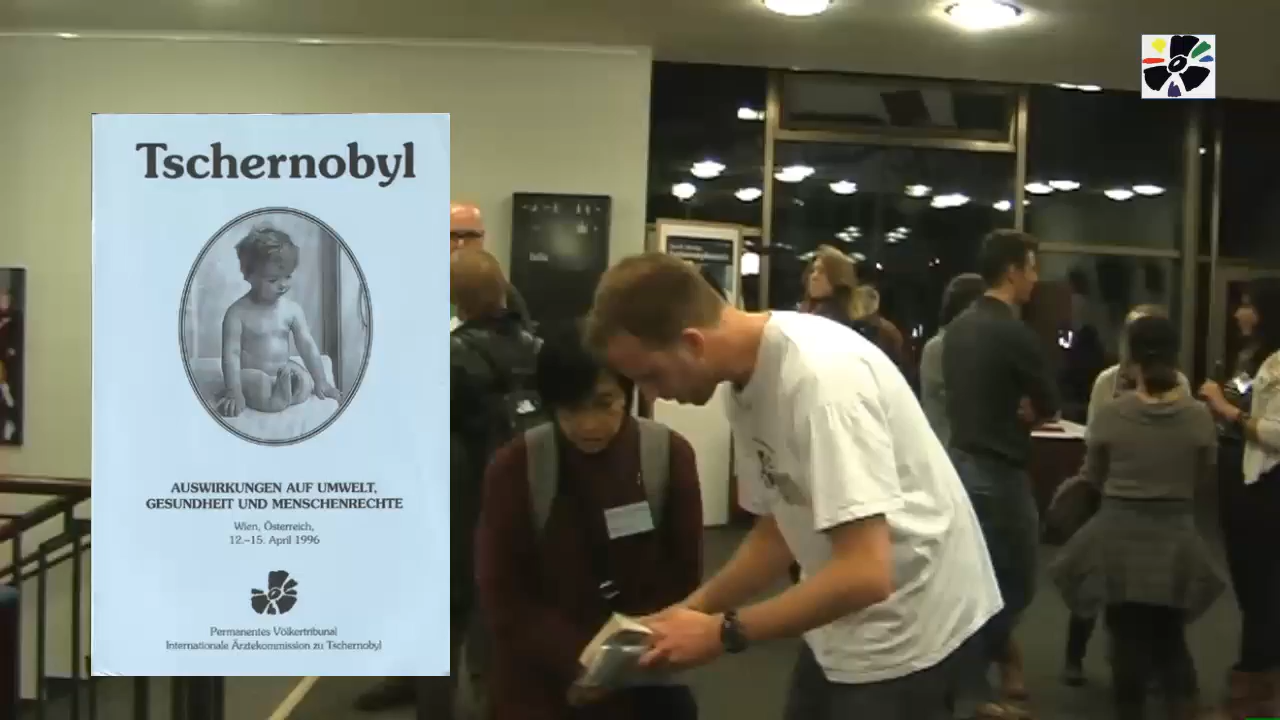 Tschernobyl
AUSWIRKUNGEN AUF UMWELT,
GESUNDHEIT UND MENSCHENRECHTE
Wien, Österreich,
12.–15. April 1996
Permanentes Völkertribunal
Internationale Ärztekommission zu Tschernobyl